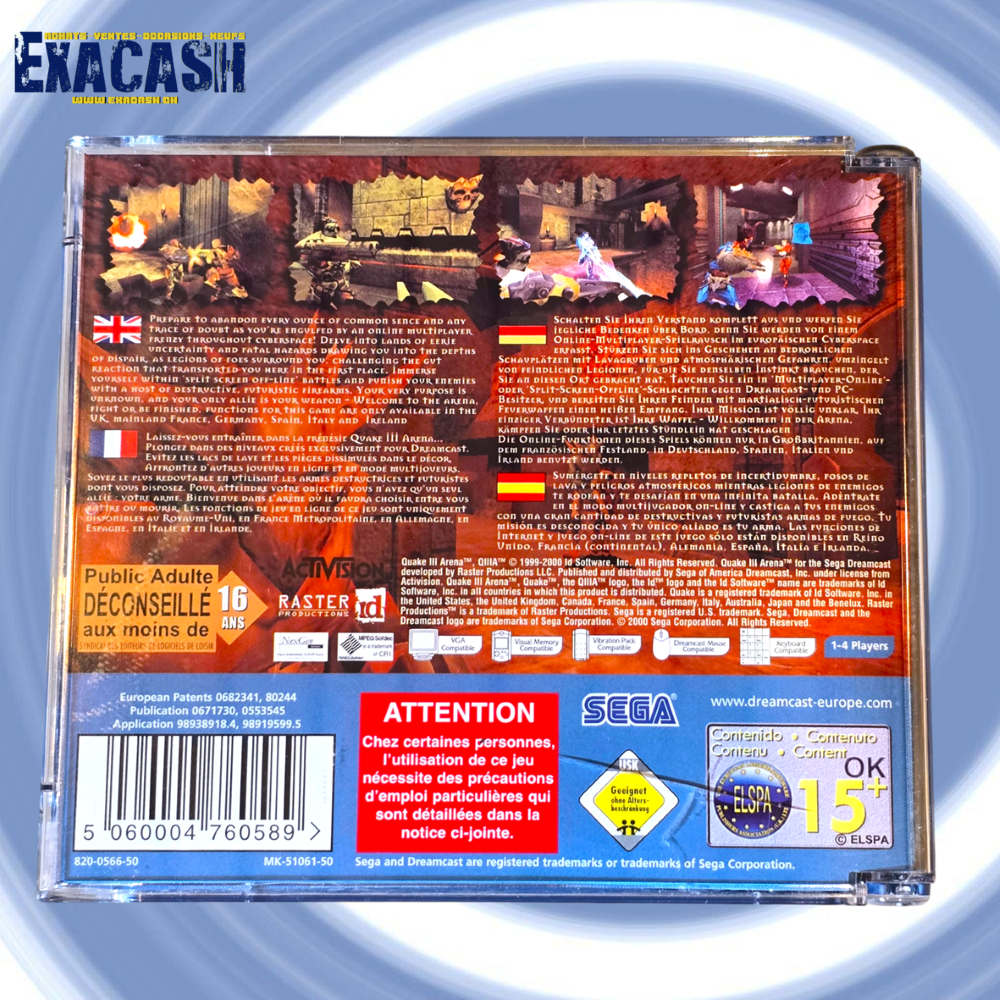 ACHATS VENTES OCCASIONS NEUFS
EXACASH
WWW.EXACASH.CH
PREPARE TO ABANDON EVERY OUNCE OF COMMON SENCE AND ANY
TRACE OF DOUBT AS YOU'RE ENGULFED BY AN ONLINE MULTIPLAYER
FRENZY THROUGHOUT CYBERSPACE. DELVE INTO LANDS OF EERIE
UNCERTAINTY AND FATAL HAZARDS DRAWING YOU INTO THE DEPTHS
OF DISPAIR, AS LEGIONS OF FOES SURROUND YOU, CHALLENGING THE GUT
REACTION THAT TRANSPORTED YOU HERE IN THE FIRST PLACE. IMMERSE
YOURSELF WITHIN 'SPLIT SCREEN OFF-LINE' BATTLES AND PUNISH YOUR ENEMIES
WITH A HOST OF DESTRUCTIVE, FUTURISTIC FIREARMS. YOUR VERY PURPOSE IS
UNKNOWN, AND YOUR ONLY ALLIE IS YOUR WEAPON – WELCOME TO THE ARENA,
FIGHT OR BE FINISHED. FUNCTIONS FOR THIS GAME ARE ONLY AVAILABLE IN THE
UK, MAINLAND FRANCE, GERMANY, SPAIN, ITALY AND IRELAND
LAISSEZ-VOUS ENTRAÎNER DANS LA FRÉNÉSIE QUAKE III ARENA...
PLONGEZ DANS DES NIVEAUX CRÉÉS EXCLUSIVEMENT POUR DREAMCAST.
EVITEZ LES LACS DE LAVE ET LES PIÈGES DISSIMULÉS DANS LE DÉCOR.
AFFRONTEZ D'AUTRES JOUEURS EN LIGNE ET EN MODE MULTIJOUEURS.
SOYEZ LE PLUS REDOUTABLE EN UTILISANT LES ARMES DESTRUCTRICES ET FUTURISTES
DONT VOUS DISPOSEZ. POUR ATTEINDRE VOTRE OBJECTIF, VOUS N'AVEZ QU'UN SEUL
ALLIÉ : VOTRE ARME. BIENVENUE DANS L'ARÈNE OÙ IL FAUDRA CHOISIR ENTRE VOUS
BATTRE OU MOURIR. LES FONCTIONS DE JEU EN LIGNE DE CE JEU SONT UNIQUEMENT
DISPONIBLES AU ROYAUME-UNI, EN FRANCE METROPOLITAINE, EN ALLEMAGNE, EN
ESPAGNE, EN ITALIE ET EN IRLANDE.
SCHALTEN SIE IHREN VERSTAND KOMPLETT AUS UND WERFEN SIE
JEGLICHE BEDENKEN ÜBER BORD, DENN SIE WERDEN VON EINEM
ONLINE-MULTIPLAYER-SPIELRAUSCH IM EUROPÄISCHEN CYBERSPACE
ERFASST. STÜRZEN SIE SICH INS GESCHEHEN AN BEDROHLICHEN
SCHAUPLÄTZEN MIT LAVAGRUBEN UND ATMOSPHÄRISCHEN GEFAHREN, UMZINGELT
VON FEINDLICHEN LEGIONEN, FÜR DIE SIE DENSELBEN INSTINKT BRAUCHEN, DER
SIE AN DIESEN ORT GEBRACHT HAT. TAUCHEN SIE EIN IN 'MULTIPLAYER-ONLINE'-
ODER 'SPLIT-SCREEN-OFFLINE'-SCHLACHTEN GEGEN DREAMCAST- UND PC-
BESITZER, UND BEREITEN SIE IHREN FEINDEN MIT MARTIALISCH-FUTURISTISCHEN
FEUERWAFFEN EINEN HEIßEN EMPFANG. IHRE MISSION IST VÖLLIG UNKLAR, IHR
EINZIGER VERBÜNDETER IST IHRE WAFFE. – WILLKOMMEN IN DER ARENA,
KÄMPFEN SIE ODER IHR LETZTES STÜNDLEIN HAT GESCHLAGEN
DIE ONLINE-FUNKTIONEN DIESES SPIELS KÖNNEN NUR IN GROßBRITANNIEN, AUF
DEM FRANZÖSISCHEN FESTLAND, IN DEUTSCHLAND, SPANIEN, ITALIEN UND
IRLAND BENUTZT WERDEN.
SUMÉRGETE EN NIVELES REPLETOS DE INCERTIDUMBRE, FOSOS DE
LAVA Y PELIGROS ATMOSFÉRICOS MIENTRAS LEGIONES DE ENEMIGOS
TE RODEAN Y TE DESAFÍAN EN UNA INFINITA BATALLA. ADÉNTRATE
EN EL MODO MULTIJUGADOR ON-LINE Y CASTIGA A TUS ENEMIGOS
CON UNA GRAN CANTIDAD DE DESTRUCTIVAS Y FUTURISTAS ARMAS DE FUEGO. TU
MISIÓN ES DESCONOCIDA Y TU ÚNICO ALIADO ES TU ARMA. LAS FUNCIONES DE
INTERNET Y JUEGO ON-LINE DE ESTE JUEGO SÓLO ESTÁN DISPONIBLES EN REINO
UNIDO, FRANCIA (CONTINENTAL), ALEMANIA, ESPAÑA, ITALIA E IRLANDA.
Public Adulte
DÉCONSEILLÉ
aux moins de
16
ANS
SYNDICAT DES EDITEURS DE LOGICIELS DE LOISIR
ACTIVISION
RASTER
PRODUCTIONS
id
Quake III Arena™, QIIIA™ © 1999-2000 Id Software, Inc. All Rights Reserved. Quake III Arena™ for the Sega Dreamcast
developed by Raster Productions LLC. Published and distributed by Sega of America Dreamcast, Inc. under license from
Activision. Quake III Arena™, Quake™, the QIIIA™ logo, the Id™ logo and the Id Software™ name are trademarks of Id
Software, Inc. in all countries in which this product is distributed. Quake is a registered trademark of Id Software, Inc. in
the United States, the United Kingdom, Canada, France, Spain, Germany, Italy, Australia, Japan and the Benelux. Raster
Productions™ is a trademark of Raster Productions. Sega is a registered U.S. Trademark. Sega, Dreamcast and the
Dreamcast logo are trademarks of Sega Corporation. © 2000 Sega Corporation. All Rights Reserved.
NexGen
MPEG Sofdec
is a trademark
of CRI
VGA
Compatible
Visual Memory
Compatible
Vibration Pack
Compatible
Dreamcast Mouse
Compatible
Keyboard
Compatible
1-4 Players
European Patents 0682341, 80244
Publication 0671730, 0553545
Application 98938918.4, 98919599.5
5 060004 760589 >
820-0566-50
MK-51061-50
ATTENTION
Chez certaines personnes,
l'utilisation de ce jeu
nécessite des précautions
d'emploi particulières qui
sont détaillées dans la
notice ci-jointe.
SEGA
www.dreamcast-europe.com
USK
Geeignet
ohne Alters-
beschränkung
Contenido • Contenuto
Contenu • Content
OK
ELSPA
15+
© ELSPA
Sega and Dreamcast are registered trademarks or trademarks of Sega Corporation.